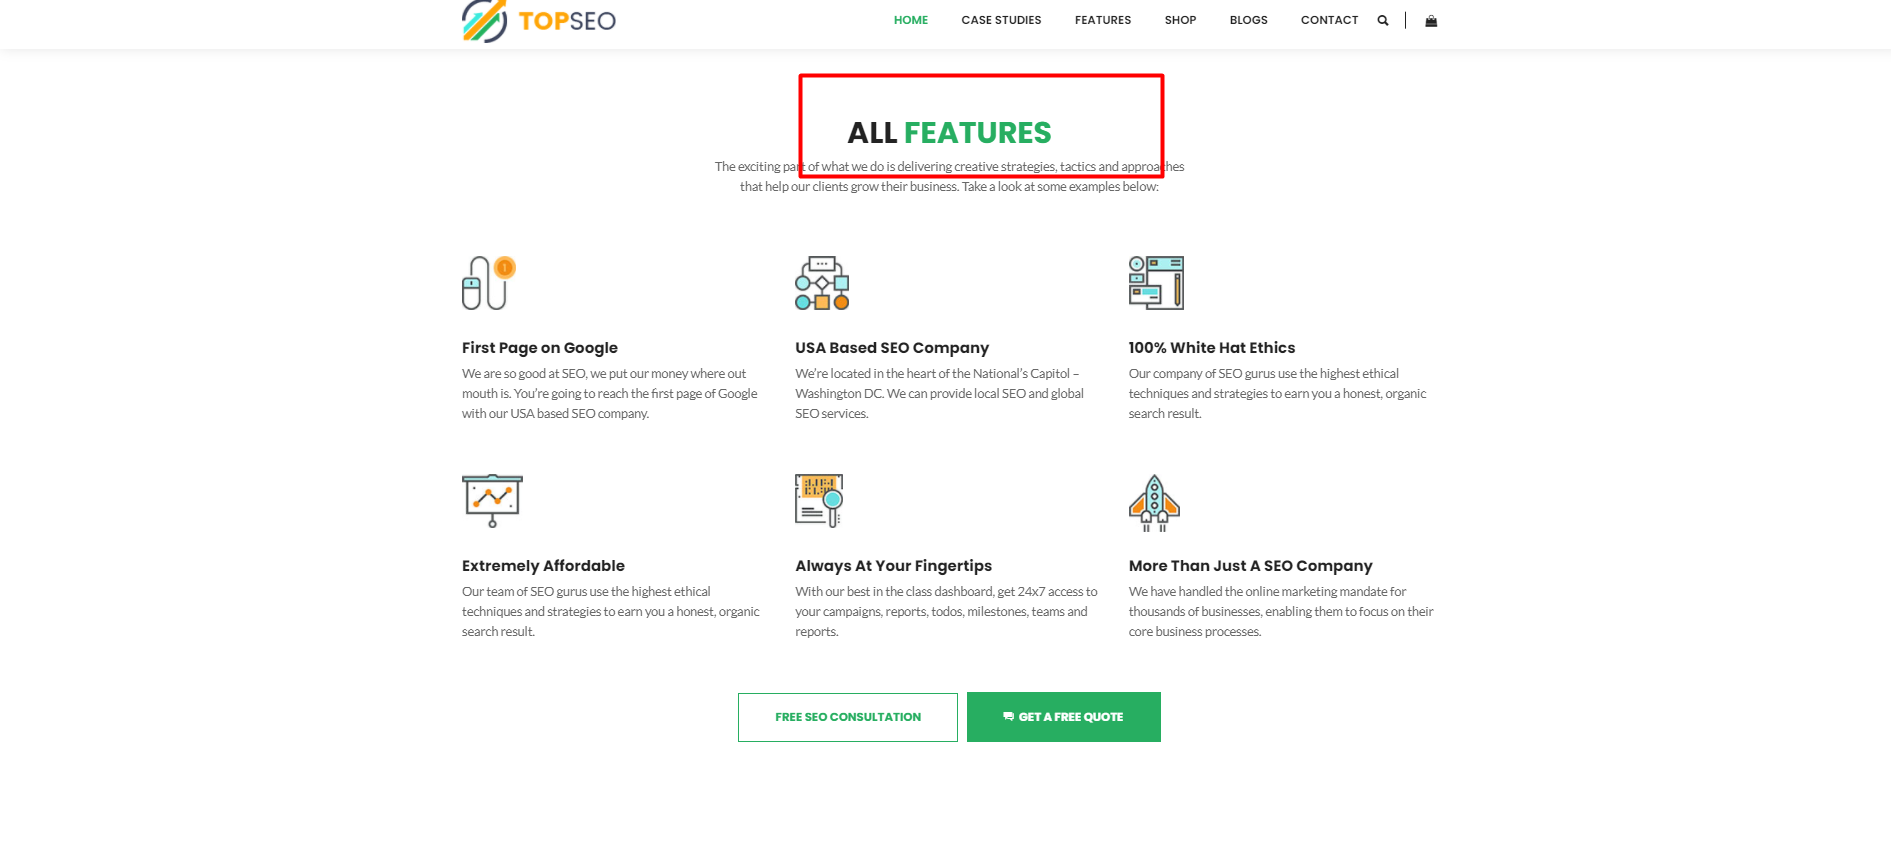 TOPSEO
HOME CASE STUDIES FEATURES SHOP BLOGS CONTACT
ALL FEATURES
The exciting part of what we do is delivering creative strategies, tactics and approaches
that help our clients grow their business. Take a look at some examples below:
First Page on Google
We are so good at SEO, we put our money where out
mouth is. You’re going to reach the first page of Google
with our USA based SEO company.
USA Based SEO Company
We’re located in the heart of the National’s Capitol –
Washington DC. We can provide local SEO and global
SEO services.
100% White Hat Ethics
Our company of SEO gurus use the highest ethical
techniques and strategies to earn you a honest, organic
search result.
Extremely Affordable
Our team of SEO gurus use the highest ethical
techniques and strategies to earn you a honest, organic
search result.
Always At Your Fingertips
With our best in the class dashboard, get 24x7 access to
your campaigns, reports, todos, milestones, teams and
reports.
More Than Just A SEO Company
We have handled the online marketing mandate for
thousands of businesses, enabling them to focus on their
core business processes.
FREE SEO CONSULTATION
GET A FREE QUOTE